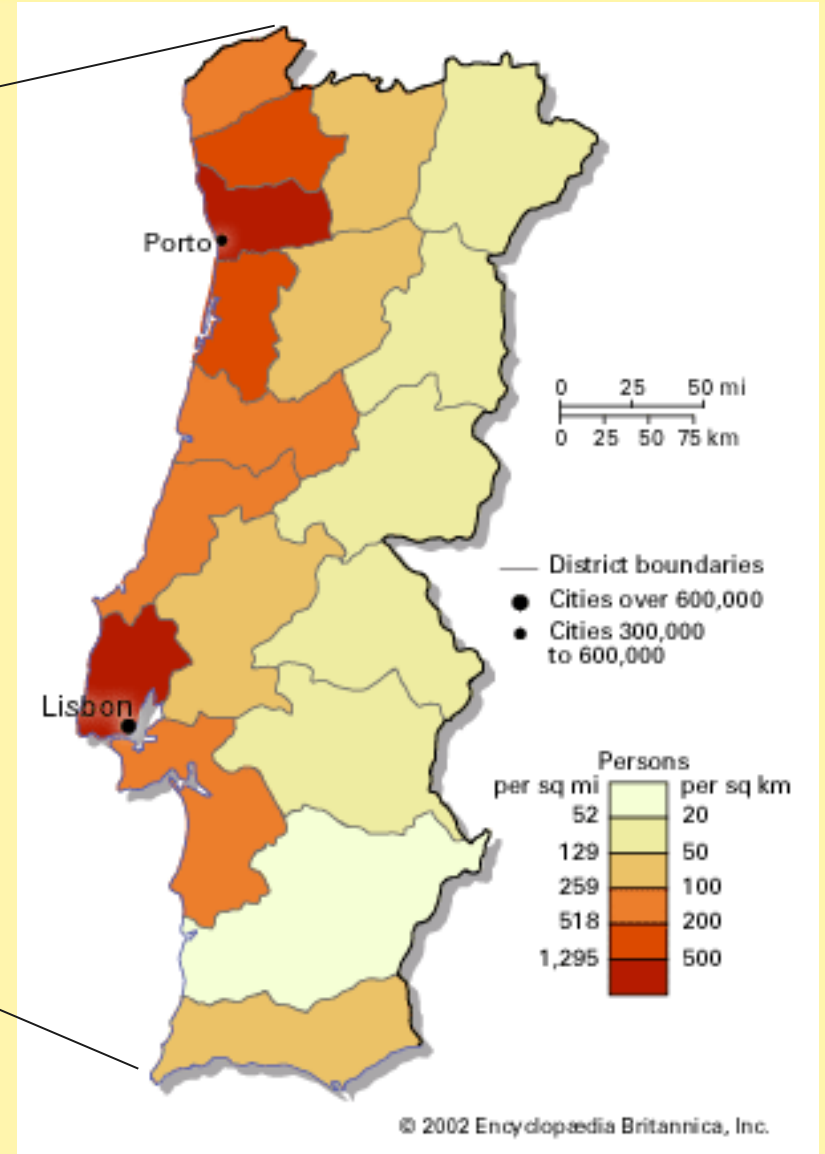 Porto
0 25 50 mi
0 25 50 75 km
District boundaries
Cities over 600,000
Cities 300,000
to 600,000
Lisbon
Persons
per sq mi per sq km
52 20
129 50
259 100
518 200
1,295 500
© 2002 Encyclopædia Britannica, Inc.